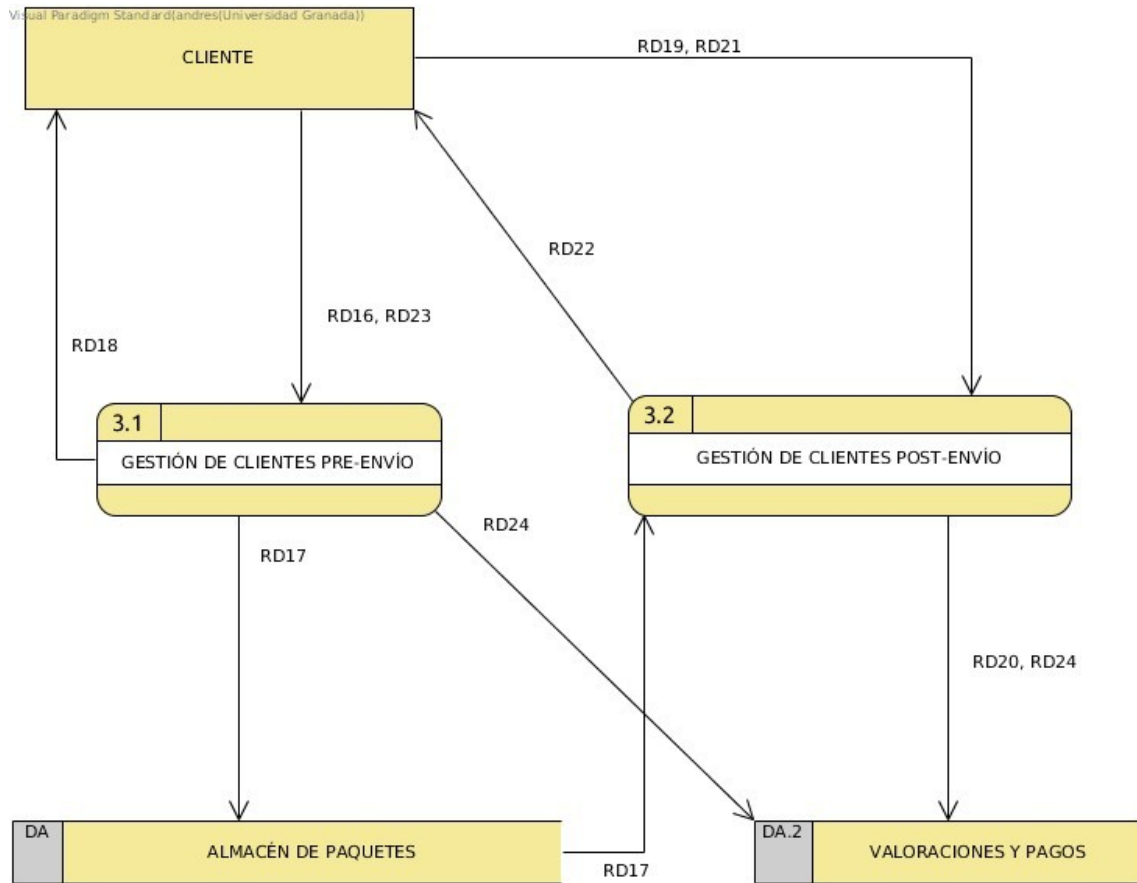 Visual Paradigm Standard(andres(Universidad Granada))
CLIENTE
RD19, RD21
RD22
RD16, RD23
RD18
3.1
GESTIÓN DE CLIENTES PRE-ENVÍO
3.2
GESTIÓN DE CLIENTES POST-ENVÍO
RD24
RD17
RD20, RD24
DA
ALMACÉN DE PAQUETES
RD17
DA.2
VALORACIONES Y PAGOS